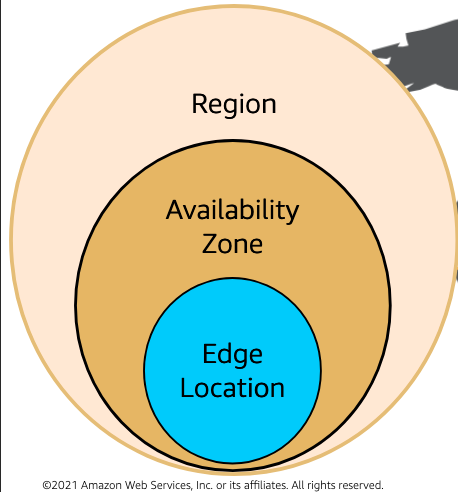 Region
Availability
Zone
Edge
Location
©2021 Amazon Web Services, Inc. or its affiliates. All rights reserved.